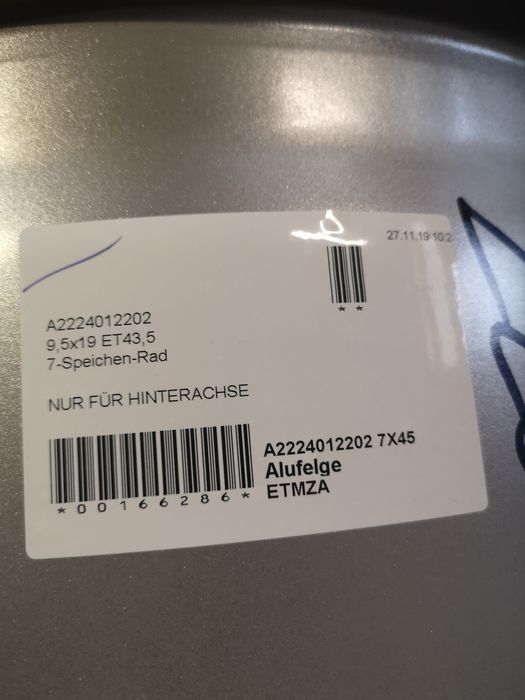 27.11.19 10:2
* *
A2224012202
9,5x19 ET43,5
7-Speichen-Rad
NUR FÜR HINTERACHSE
A2224012202 7X45
Alufelge
ETMZA
*00166286*